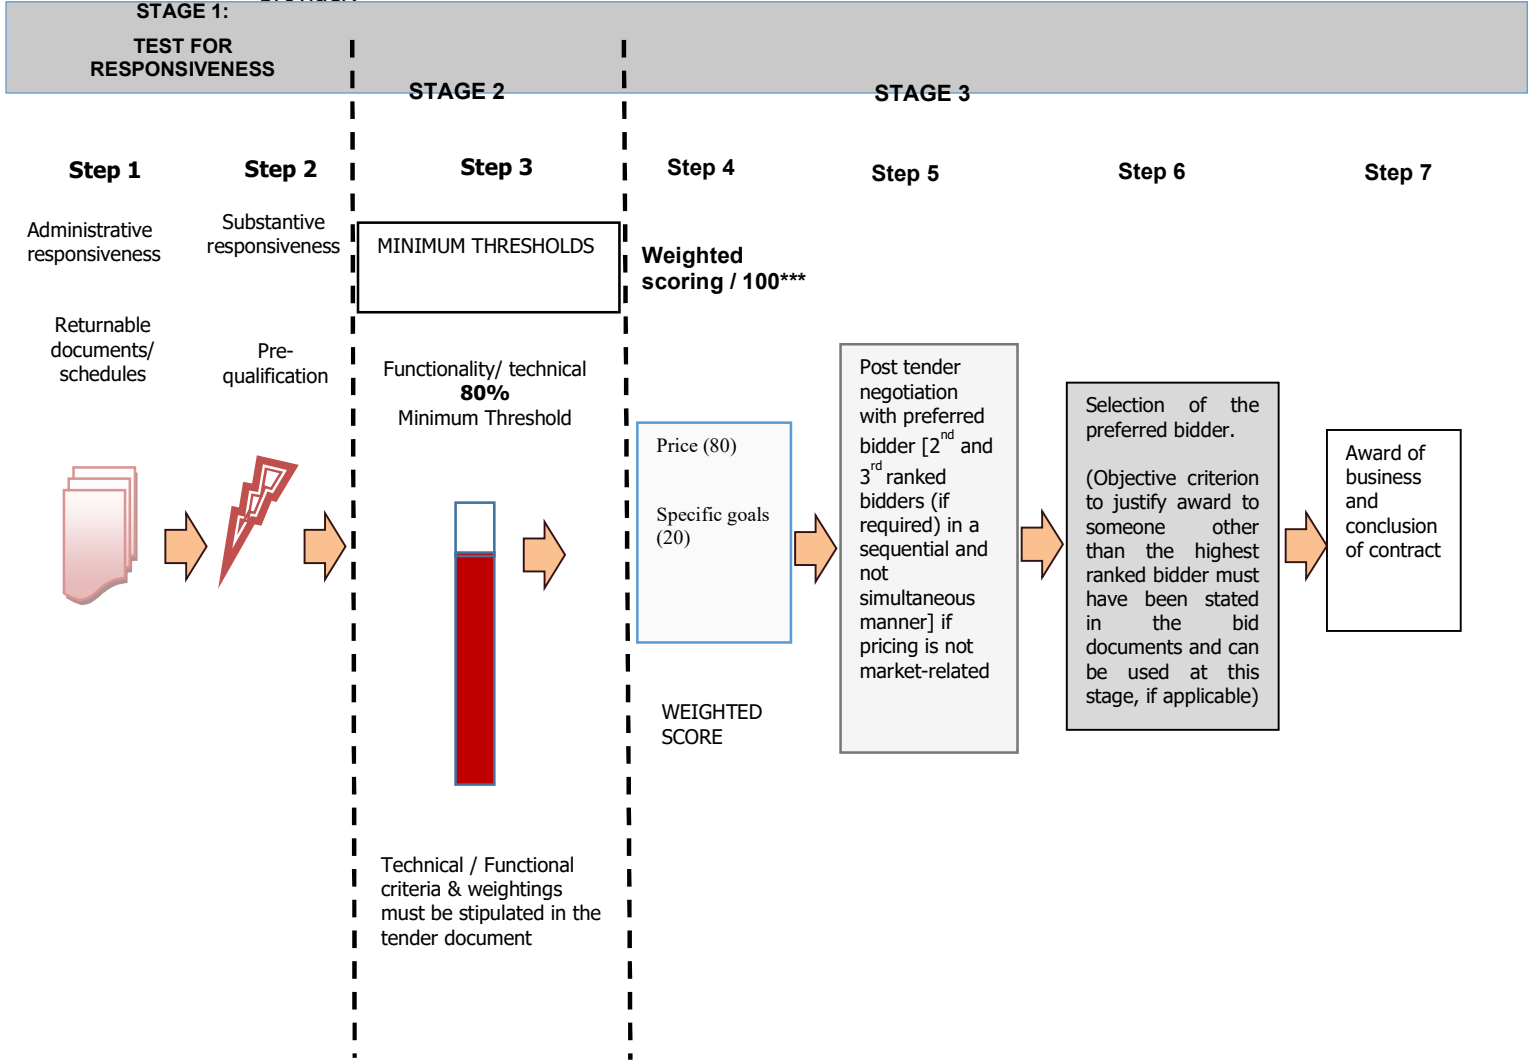 STAGE 1:
TEST FOR
RESPONSIVENESS
STAGE 2
STAGE 3
Step 1
Step 2
Step 3
Step 4
Step 5
Step 6
Step 7
Administrative
responsiveness
Returnable
documents/
schedules
Substantive
responsiveness
Pre-
qualification
MINIMUM THRESHOLDS
Functionality/ technical
80%
Minimum Threshold
Technical / Functional
criteria & weightings
must be stipulated in the
tender document
Weighted
scoring / 100***
Price (80)
Specific goals
(20)
WEIGHTED
SCORE
Post tender
negotiation
with preferred
bidder [2nd and
3rd ranked
bidders (if
required) in a
sequential and
not
simultaneous
manner] if
pricing is not
market-related
Selection of the
preferred bidder.
(Objective criterion
to justify award to
someone other
than the highest
ranked bidder must
have been stated
in the bid
documents and can
be used at this
stage, if applicable)
Award of
business
and
conclusion
of contract